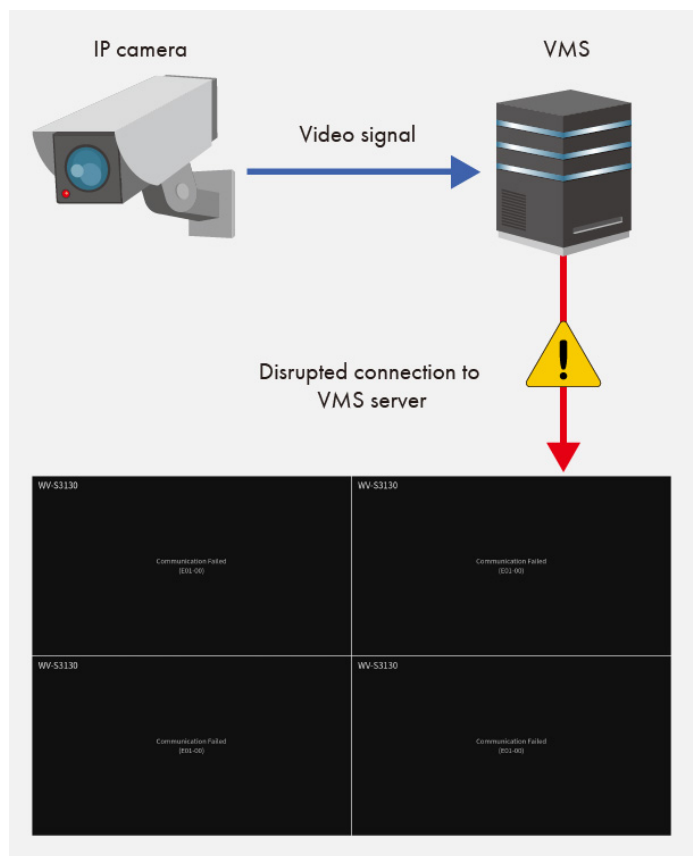 IP camera
VMS
Video signal
Disrupted connection to
VMS server
WV-S3130
Communication Failed
(E01-00)
WV-S3130
Communication Failed
(E01-00)
WV-S3130
Communication Failed
(E01-00)
WV-S3130
Communication Failed
(E01-00)